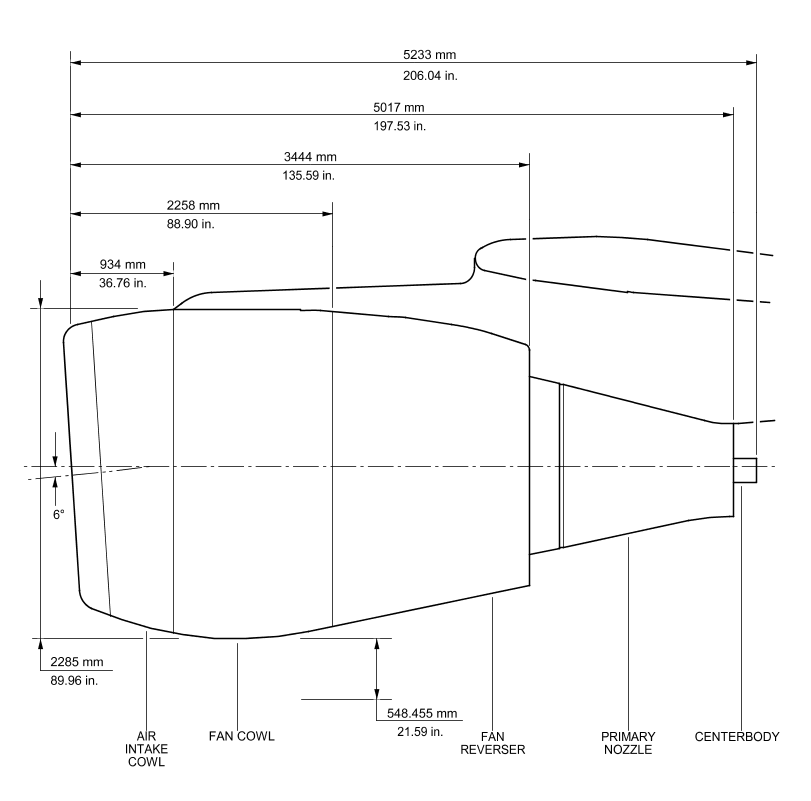 5233 mm
206.04 in.
5017 mm
197.53 in.
3444 mm
135.59 in.
2258 mm
88.90 in.
934 mm
36.76 in.
6°
2285 mm
89.96 in.
548.455 mm
21.59 in.
AIR
INTAKE
COWL
FAN COWL
FAN
REVERSER
PRIMARY
NOZZLE
CENTERBODY